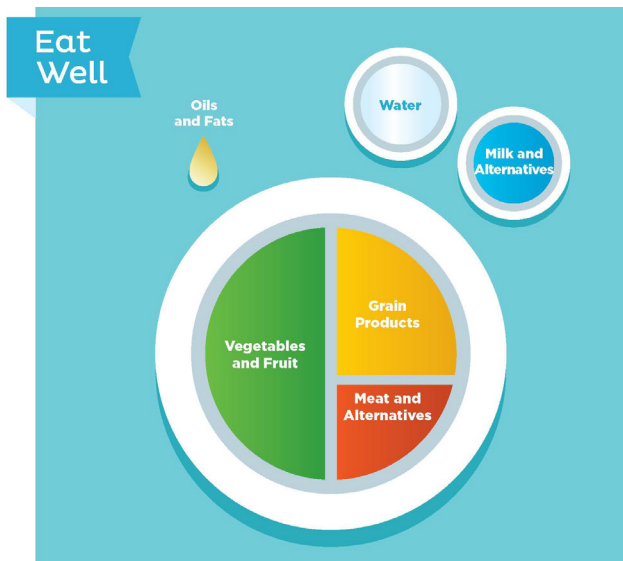 Eat
Well
Oils
and Fats
Water
Milk and
Alternatives
Vegetables
and Fruit
Grain
Products
Meat and
Alternatives